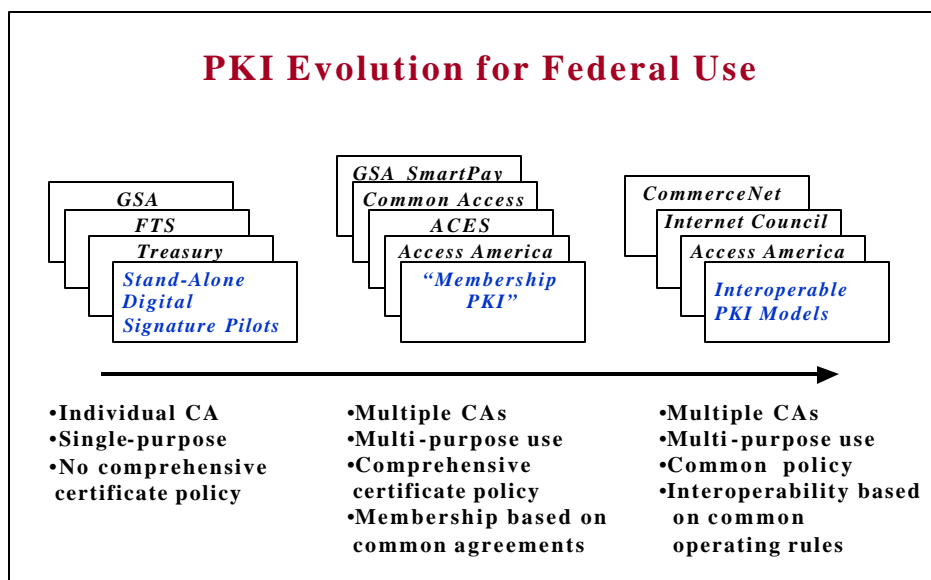 PKI Evolution for Federal Use
GSA
FTS
Treasury
Stand-Alone
Digital
Signature Pilots
GSA SmartPay
Common Access
ACES
Access America
“Membership
PKI”
CommerceNet
Internet Council
Access America
Interoperable
PKI Models
•Individual CA
•Single-purpose
•No comprehensive
certificate policy
•Multiple CAs
•Multi-purpose use
•Comprehensive
certificate policy
•Membership based on
common agreements
•Multiple CAs
•Multi-purpose use
•Common policy
•Interoperability based
on common
operating rules